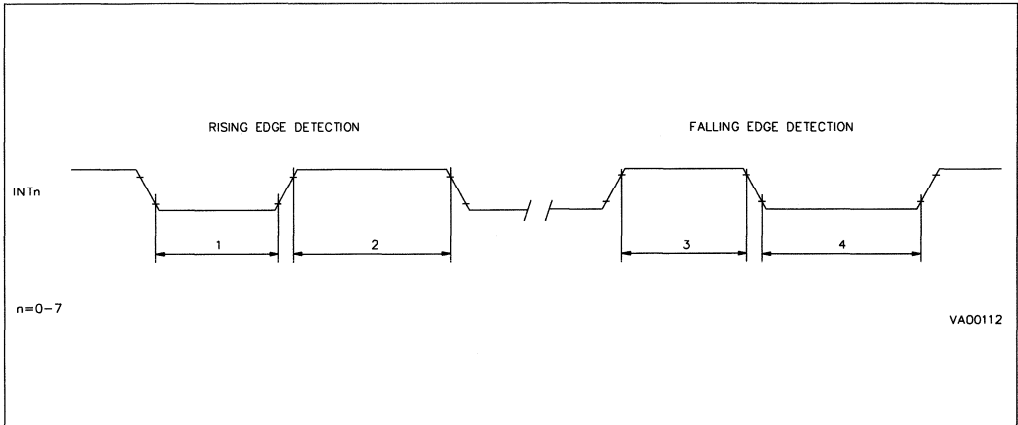 RISING EDGE DETECTION
FALLING EDGE DETECTION
INTn
1
2
3
4
n=0-7
VA00112